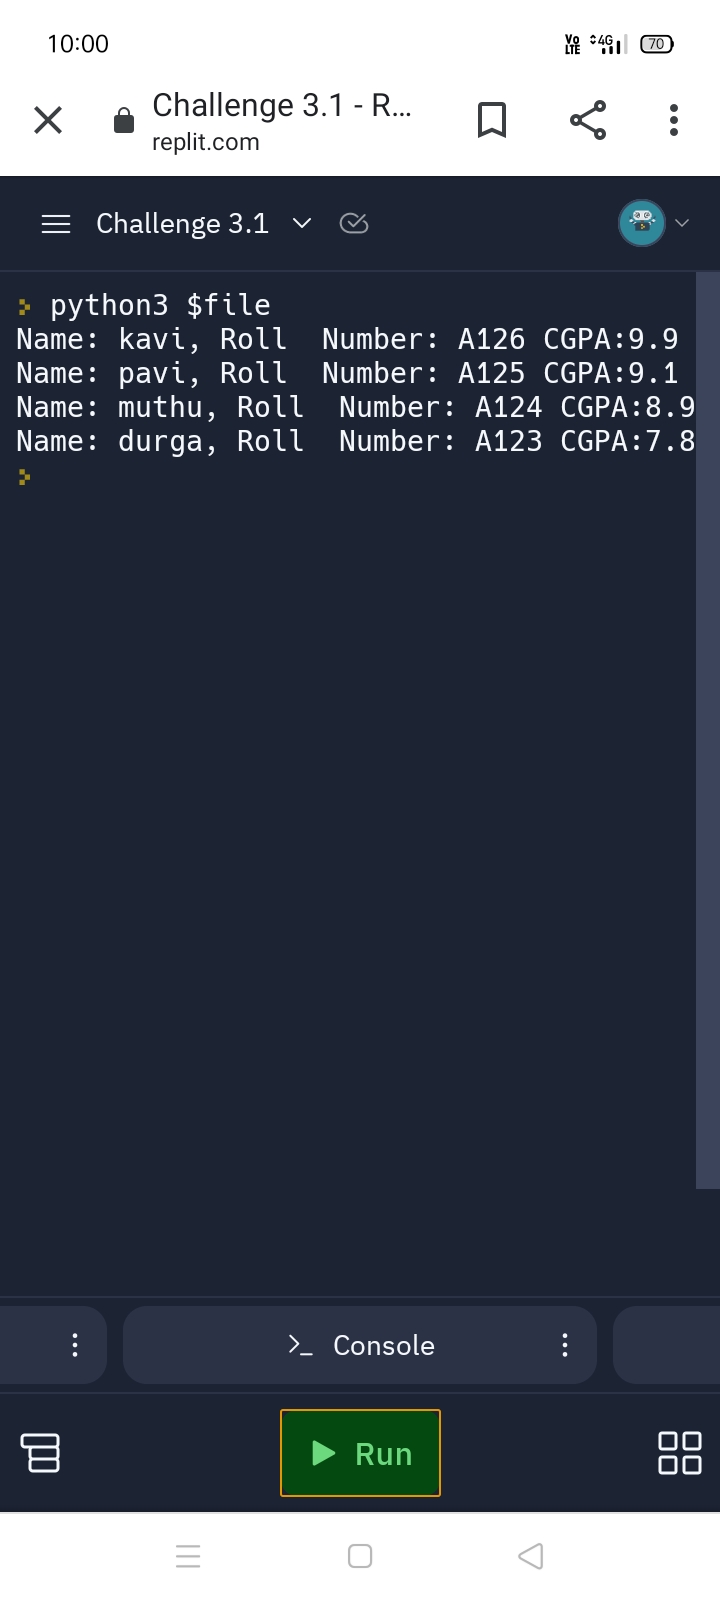 10:00
Vo LTE 4G 70
Challenge 3.1 - R...
replit.com
Challenge 3.1
python3 $file
Name: kavi, Roll  Number: A126 CGPA:9.9
Name: pavi, Roll  Number: A125 CGPA:9.1
Name: muthu, Roll  Number: A124 CGPA:8.9
Name: durga, Roll  Number: A123 CGPA:7.8
Console
Run